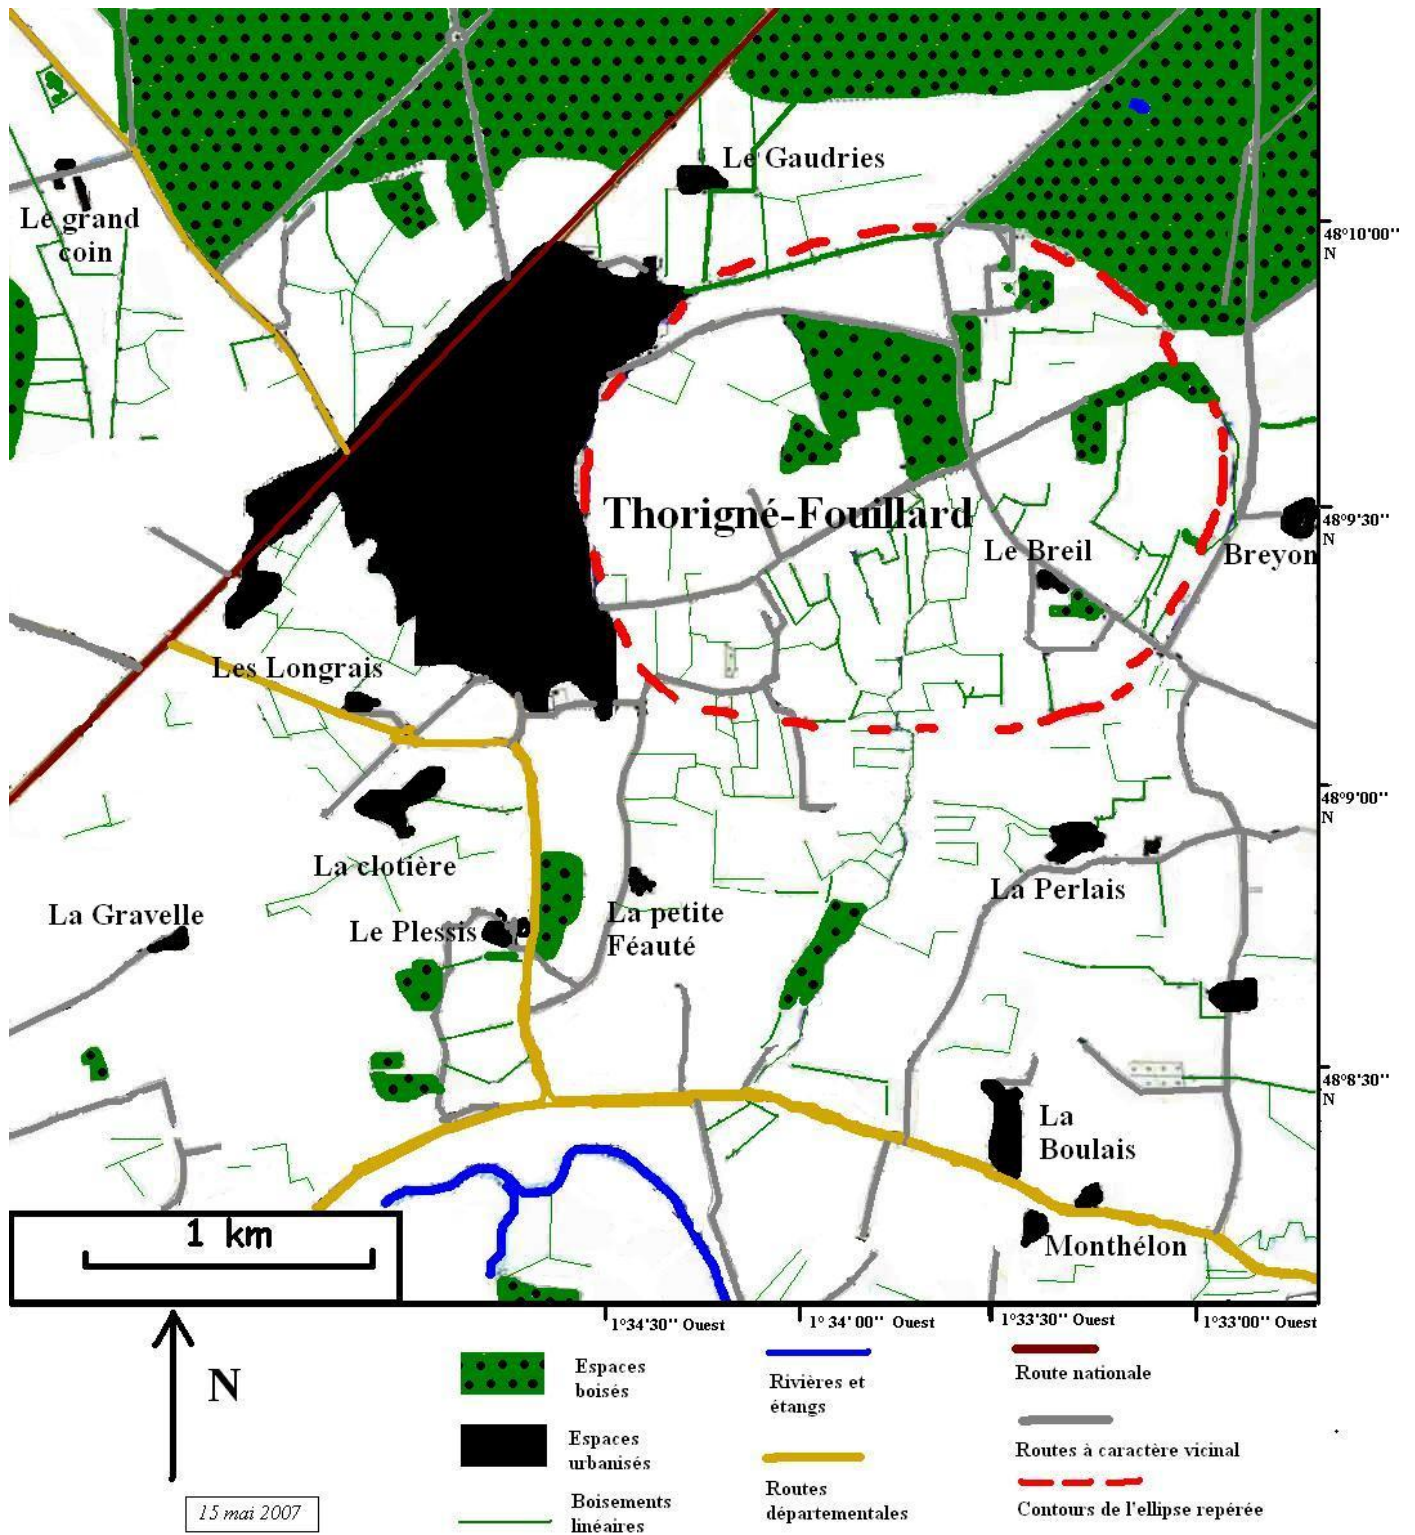 Le Gaudries
Le grand
coin
48°10'00''
N
Thorigné-Fouillard
48°9'30''
N
Le Breil
Breyon
Les Longrais
48°9'00''
N
La clotière
La Perlais
La Gravelle
Le Plessis
La petite
Féauté
48°8'30''
N
La
Boulais
1 km
Monthélon
1°34'30'' Ouest
1°34'00'' Ouest
1°33'30'' Ouest
1°33'00'' Ouest
N
Espaces
boisés
Rivières et
étangs
Route nationale
Espaces
urbanisés
Routes
départementales
Routes à caractère vicinal
15 mai 2007
Boisements
linéaires
Contours de l'ellipse repérée